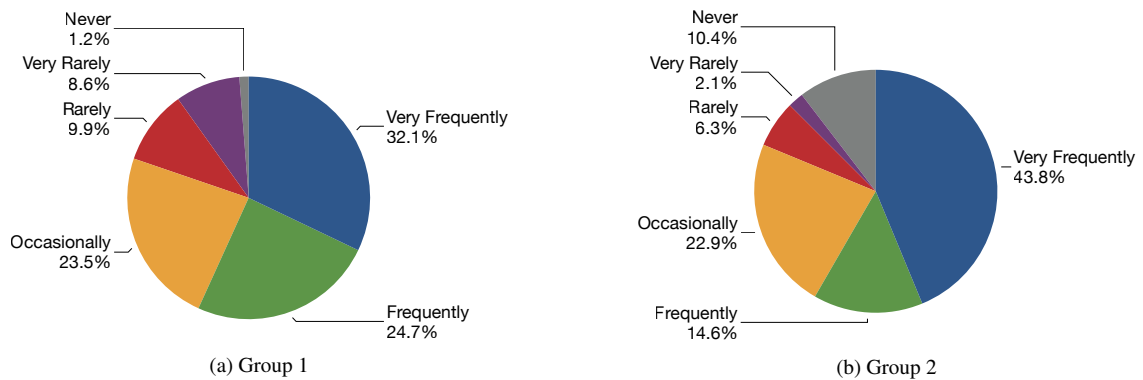 Never
1.2%
Very Rarely
8.6%
Rarely
9.9%
Very Frequently
32.1%
Occasionally
23.5%
Frequently
24.7%
(a) Group 1
Never
10.4%
Very Rarely
2.1%
Rarely
6.3%
Very Frequently
43.8%
Occasionally
22.9%
Frequently
14.6%
(b) Group 2